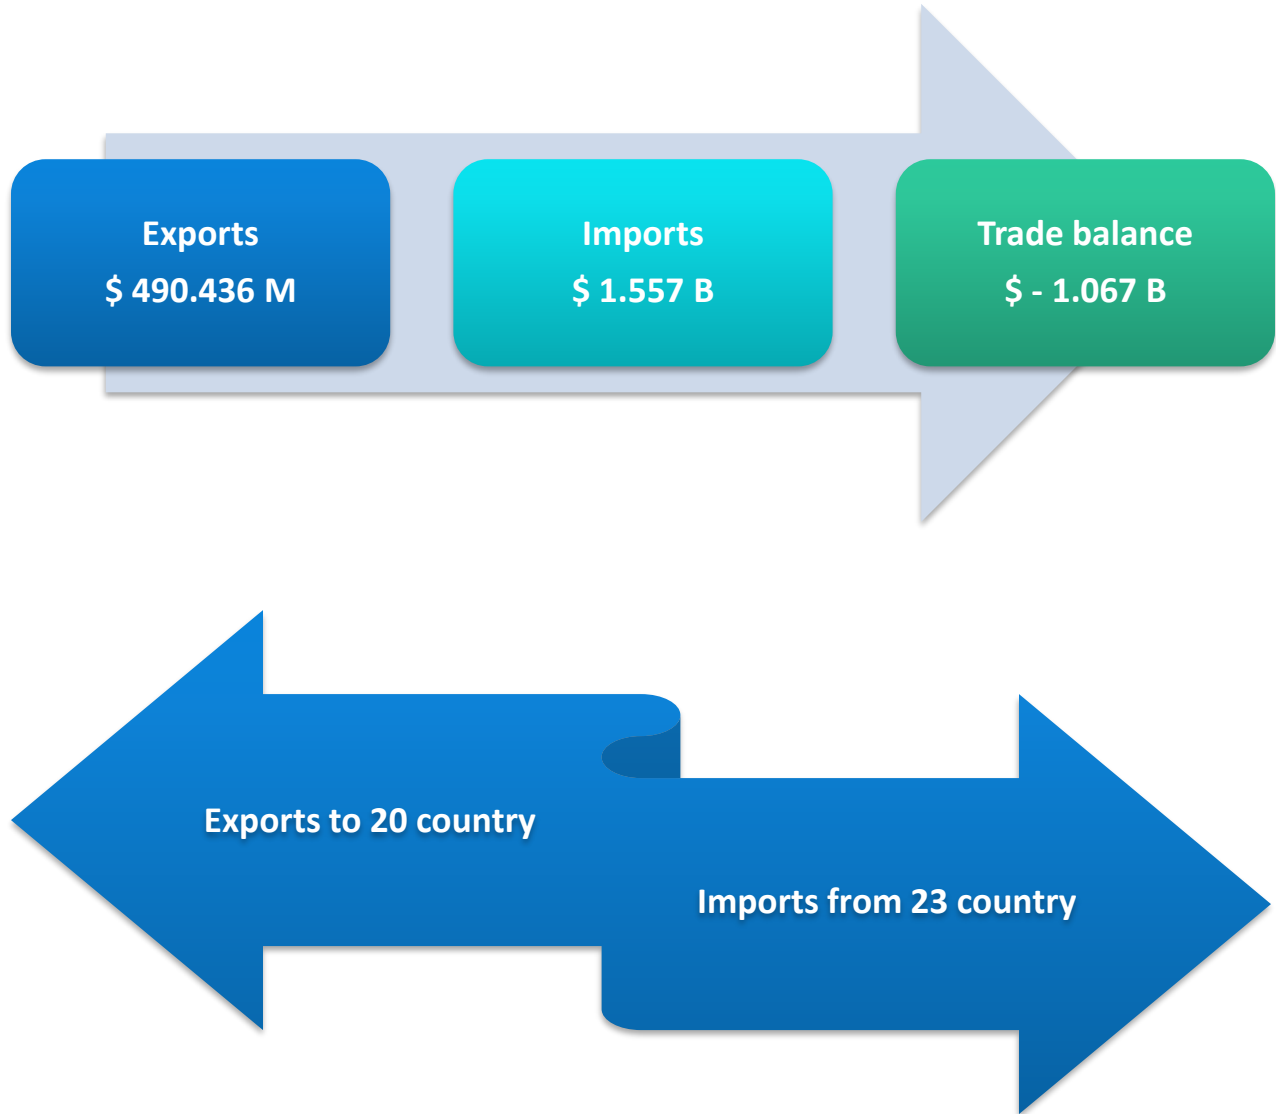 Exports
$ 490.436 M
Imports
$ 1.557 B
Trade balance
$ - 1.067 B
Exports to 20 country
Imports from 23 country